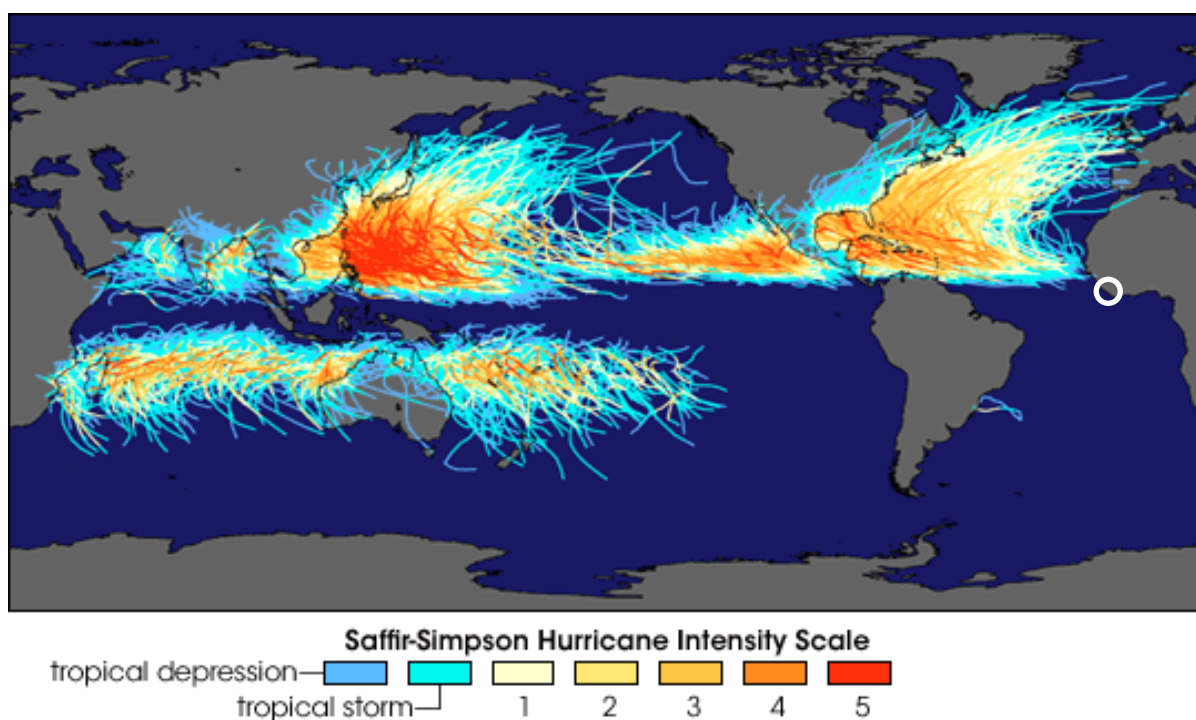 Saffir-Simpson Hurricane Intensity Scale
tropical depression
tropical storm
1 2 3 4 5